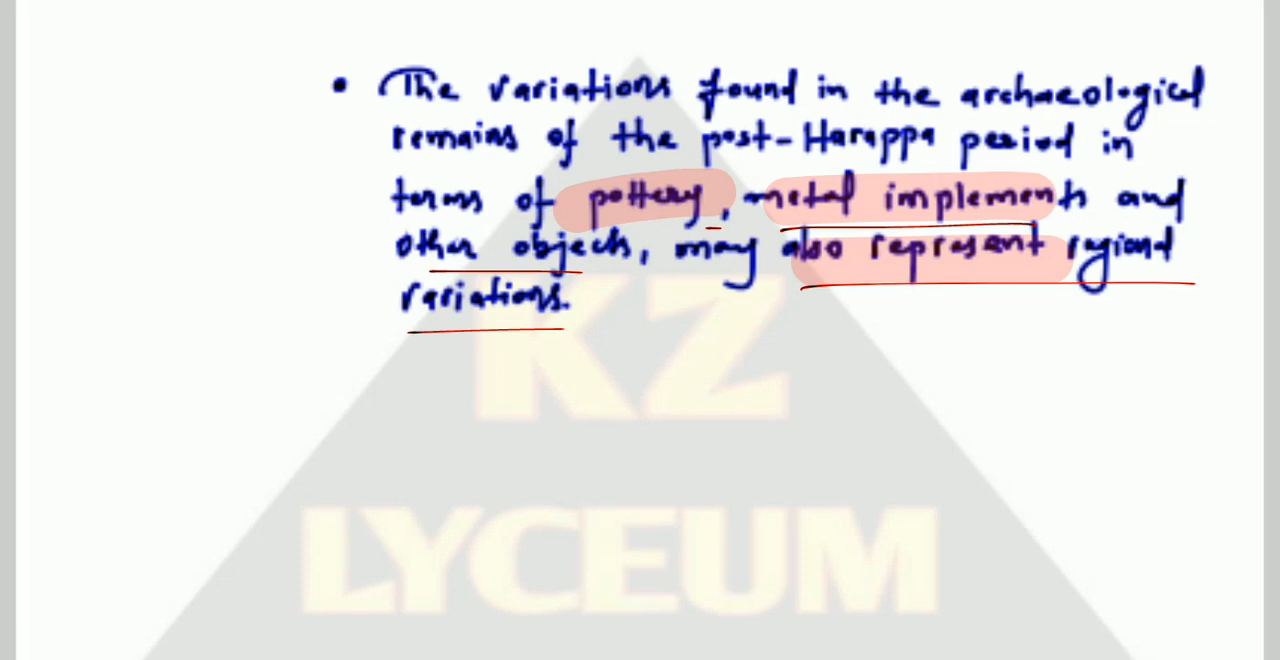 • The variations found in the archaeological
remains of the post-Harappa period in
terms of pottery, metal implements and
other objects, may also represent regional
variations.
KZ
LYCEUM